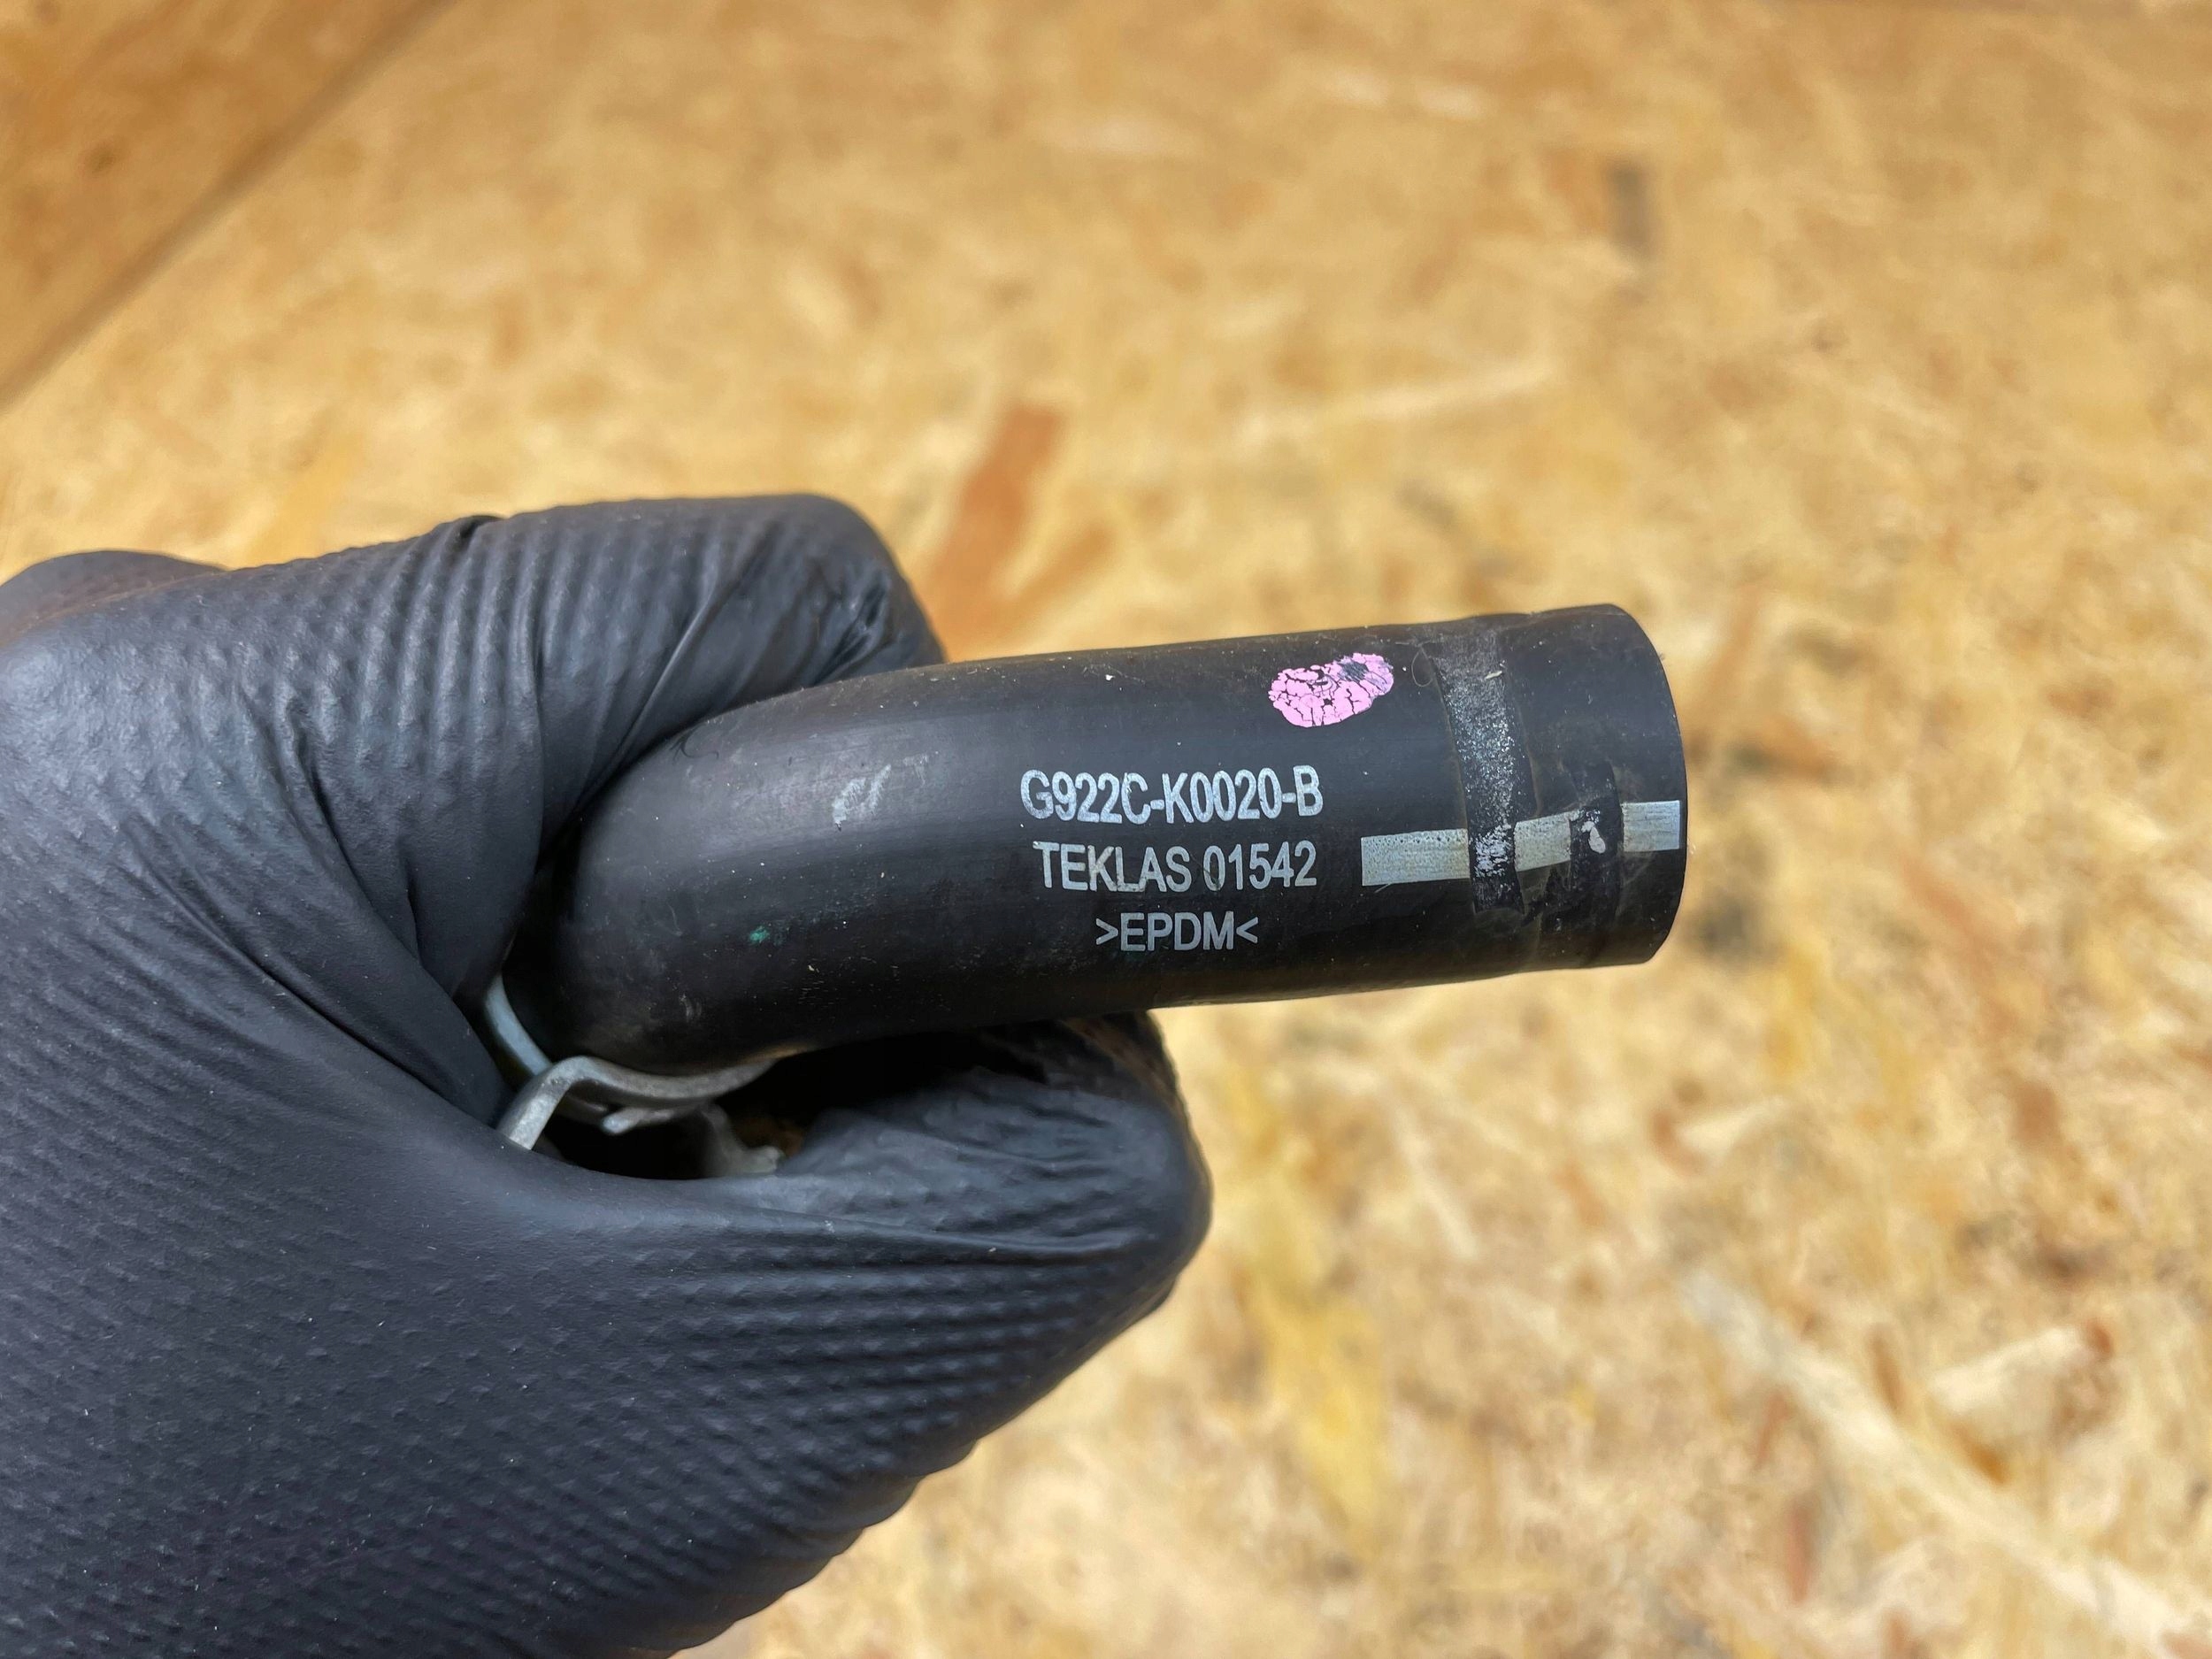 G922C-K0020-B
TEKLAS 01542
>EPDM<